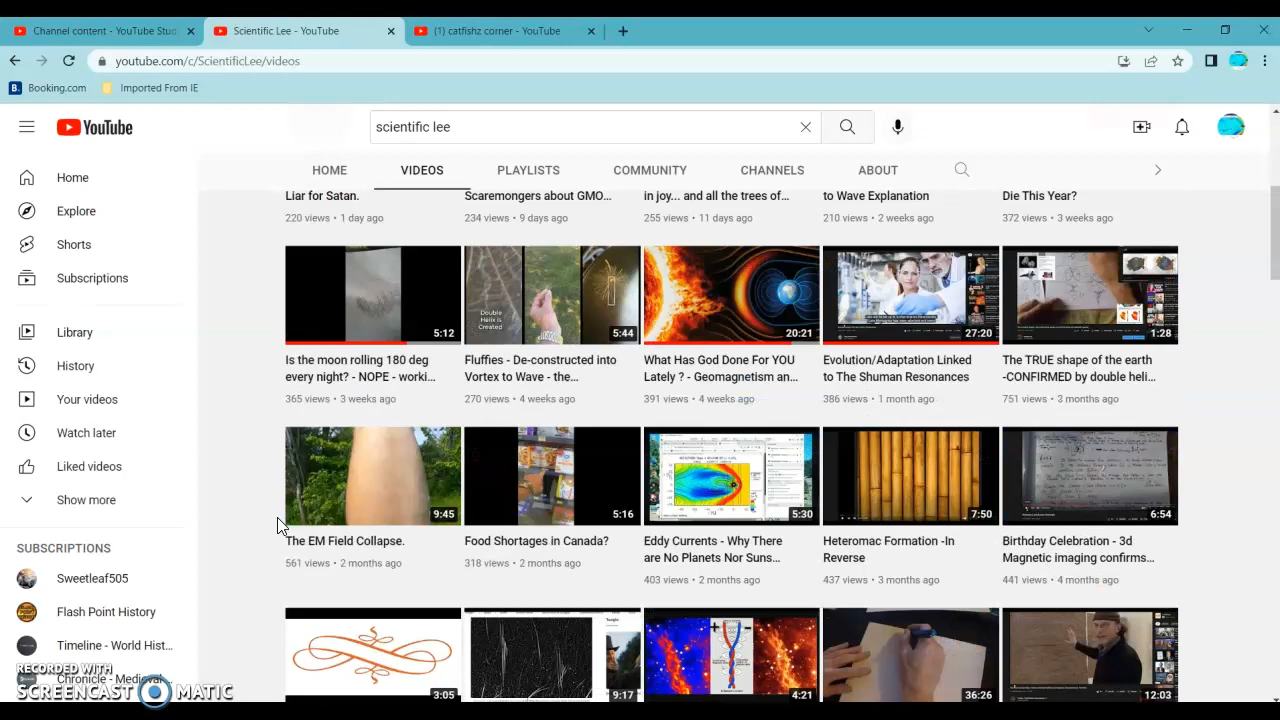 Channel content - YouTube Stud
Scientific Lee - YouTube
(1) catfishz corner - YouTube
youtube.com/c/ScientificLee/videos
Booking.com
Imported From IE
YouTube
scientific lee
HOME
VIDEOS
PLAYLISTS
COMMUNITY
CHANNELS
ABOUT
Home
Explore
Shorts
Subscriptions
Library
History
Your videos
Watch later
Liked videos
Show more
SUBSCRIPTIONS
Sweetleaf505
Flash Point History
Timeline - World Hist...
Chronicle - Medieval...
RECORDED WITH
SCREENCAST MATIC
Liar for Satan.
220 views • 1 day ago
Scaremongers about GMO...
234 views • 9 days ago
in joy... and all the trees of...
255 views • 11 days ago
to Wave Explanation
210 views • 2 weeks ago
Die This Year?
372 views • 3 weeks ago
5:12
Is the moon rolling 180 deg
every night? - NOPE - worki...
365 views • 3 weeks ago
Double
Helix is
Created
5:44
Fluffies - De-constructed into
Vortex to Wave - the...
270 views • 4 weeks ago
20:21
What Has God Done For YOU
Lately ? - Geomagnetism an...
391 views • 4 weeks ago
27:20
Evolution/Adaptation Linked
to The Shuman Resonances
386 views • 1 month ago
1:28
The TRUE shape of the earth
-CONFIRMED by double heli...
751 views • 3 months ago
9:45
The EM Field Collapse.
561 views • 2 months ago
5:16
Food Shortages in Canada?
318 views • 2 months ago
5:30
Eddy Currents - Why There
are No Planets Nor Suns...
403 views • 2 months ago
7:50
Heteromac Formation -In
Reverse
437 views • 3 months ago
6:54
Birthday Celebration - 3d
Magnetic imaging confirms...
441 views • 4 months ago
3:05
9:17
4:21
36:26
12:03